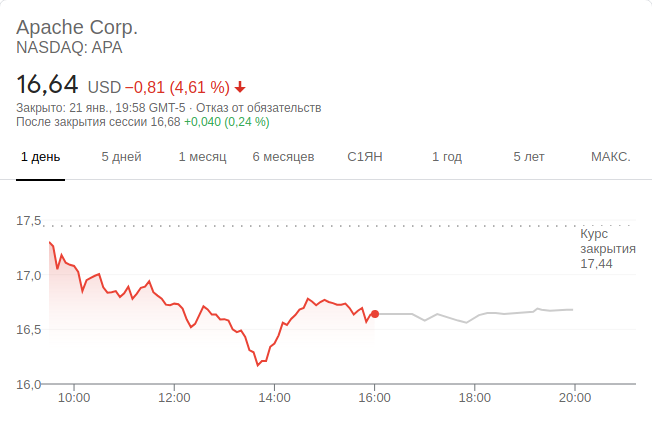 Apache Corp.
NASDAQ: APA
16,64 USD −0,81 (4,61 %)
Закрыто: 21 янв., 19:58 GMT-5 · Отказ от обязательств
После закрытия сессии 16,68 +0,040 (0,24 %)
1 день 5 дней 1 месяц 6 месяцев С1ЯН 1 год 5 лет МАКС.
17,5
Курс
закрытия
17,44
17,0
16,5
16,0
10:00 12:00 14:00 16:00 18:00 20:00